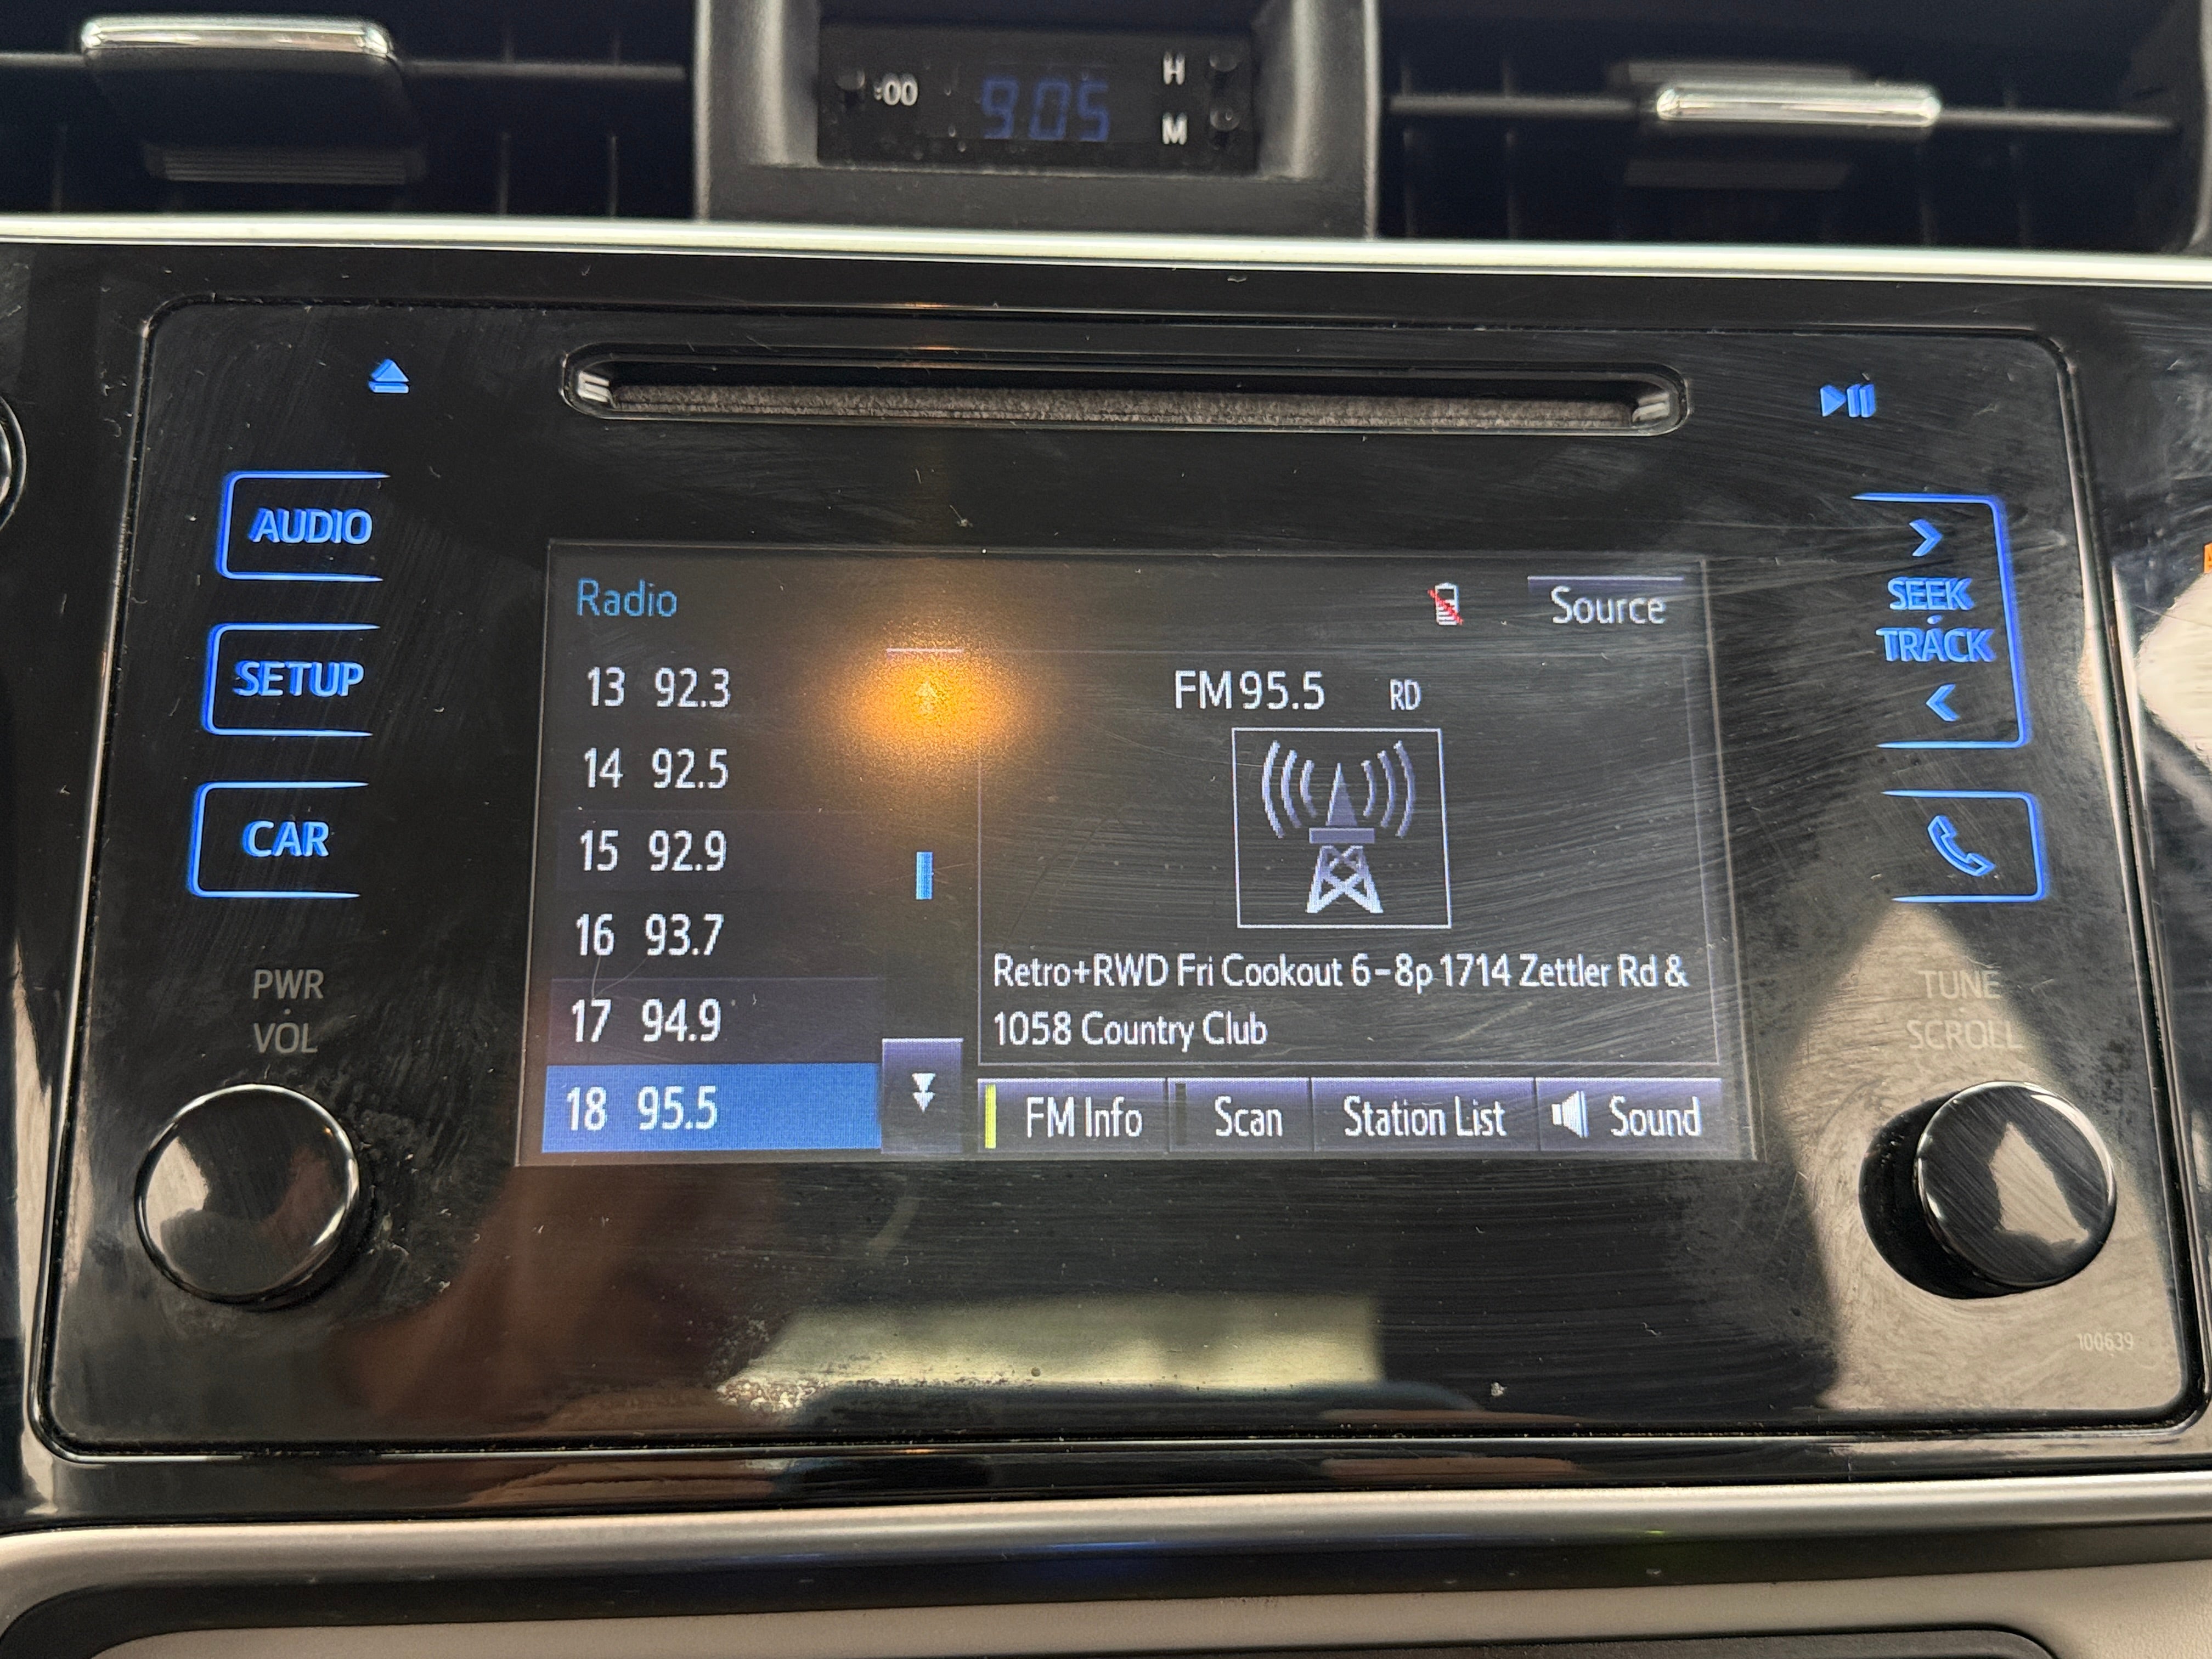 :00 9:05 H
M
AUDIO
SETUP
CAR
PWR
VOL
Radio
Source
13 92.3
14 92.5
15 92.9
16 93.7
17 94.9
18 95.5
FM 95.5 RD
Retro+RWD Fri Cookout 6-8p 1714 Zettler Rd &
1058 Country Club
FM Info Scan Station List Sound
SEEK
TRACK
TUNE
SCROLL
100639